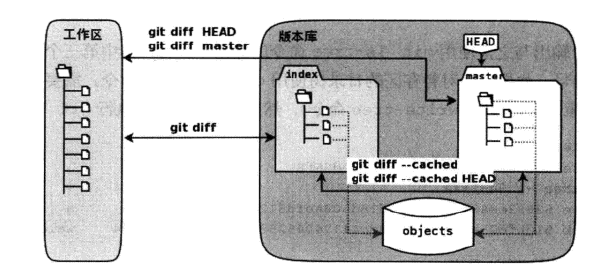 工作区
git diff HEAD
git diff master
版本库
HEAD
index
master
git diff
git diff --cached
git diff --cached HEAD
objects